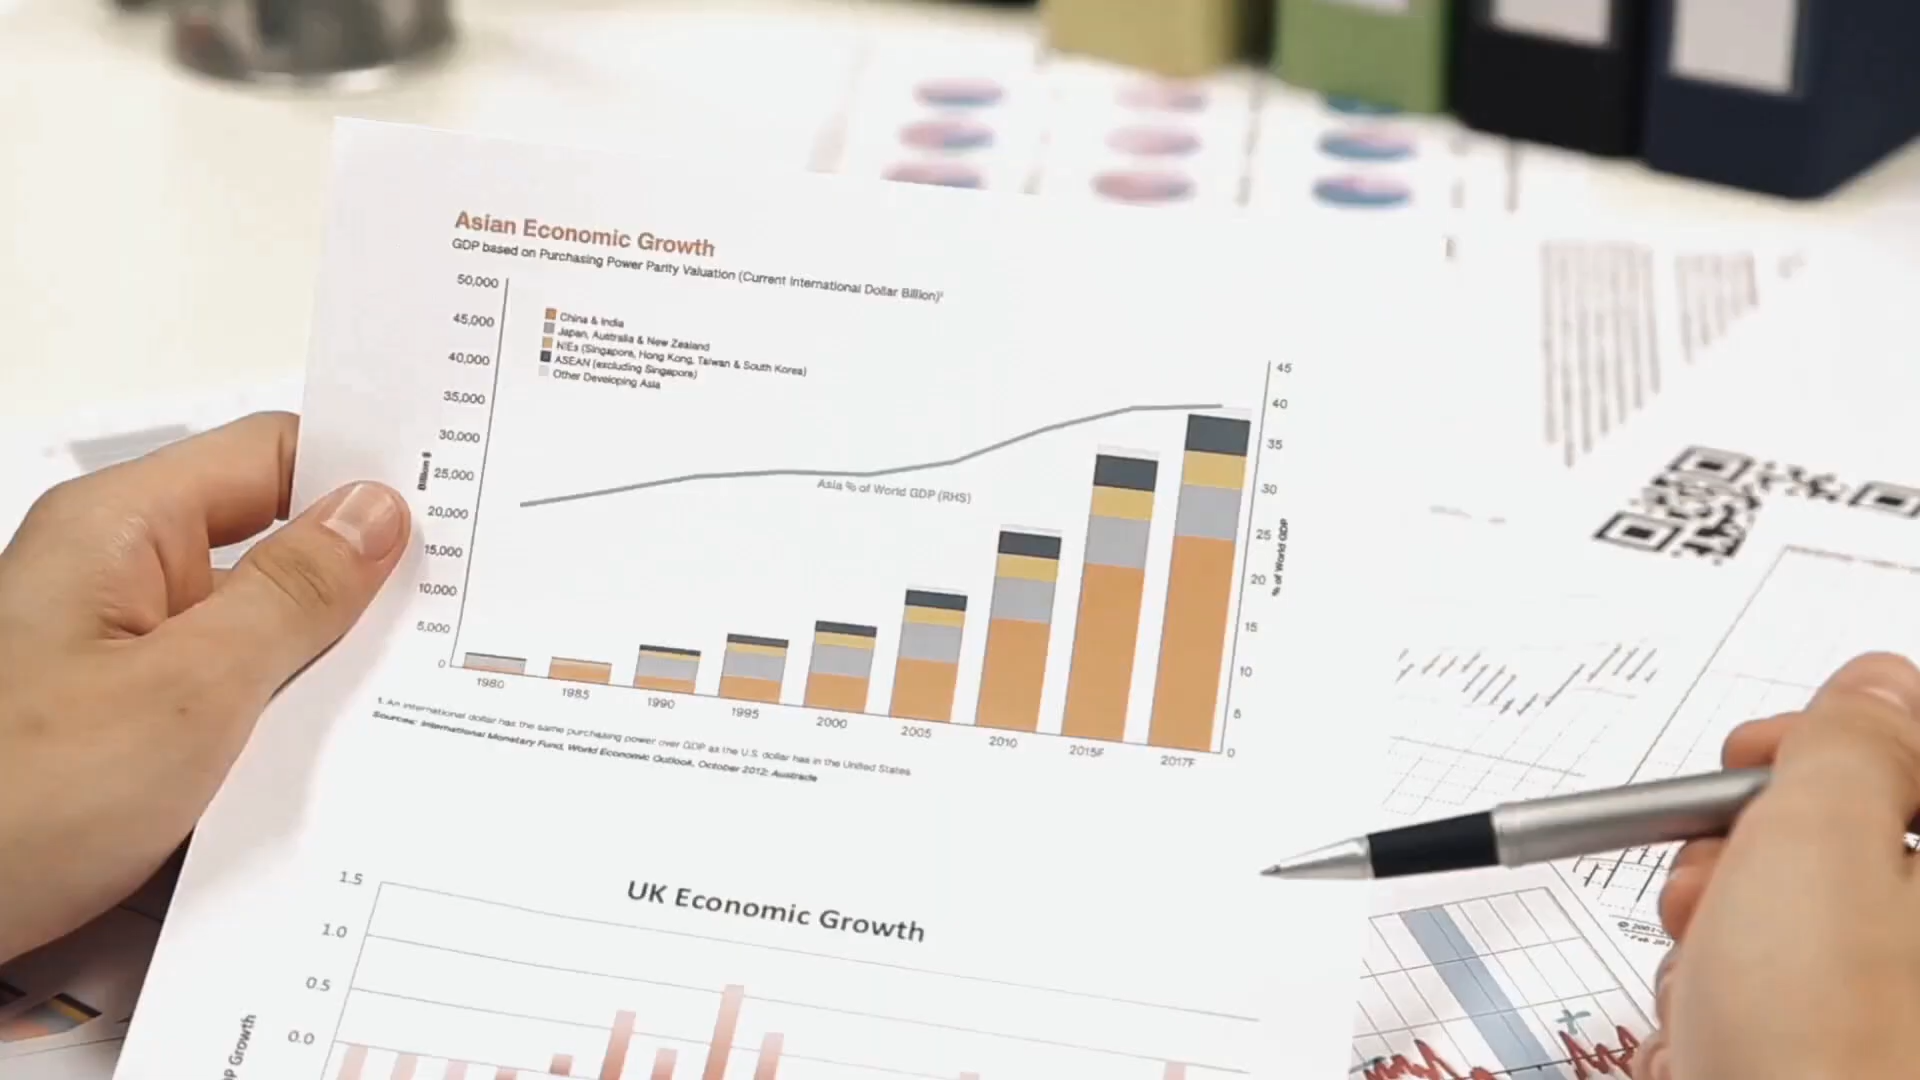 Asian Economic Growth
GDP based on Purchasing Power Parity Valuation (Current International Dollar Billion)¹
50,000
45,000
40,000
35,000
30,000
25,000
20,000
15,000
10,000
5,000
0
Billion $
China & India
Japan, Australia & New Zealand
NIEs (Singapore, Hong Kong, Taiwan & South Korea)
ASEAN (excluding Singapore)
Other Developing Asia
Asia % of World GDP (RHS)
45
40
35
30
25
20
15
10
5
0
% of World GDP
1980 1985 1990 1995 2000 2005 2010 2015F 2017F
1. An international dollar has the same purchasing power over GDP as the U.S. dollar has in the United States
Sources: International Monetary Fund, World Economic Outlook, October 2012; Austrade
UK Economic Growth
1.5
1.0
0.5
0.0
Growth